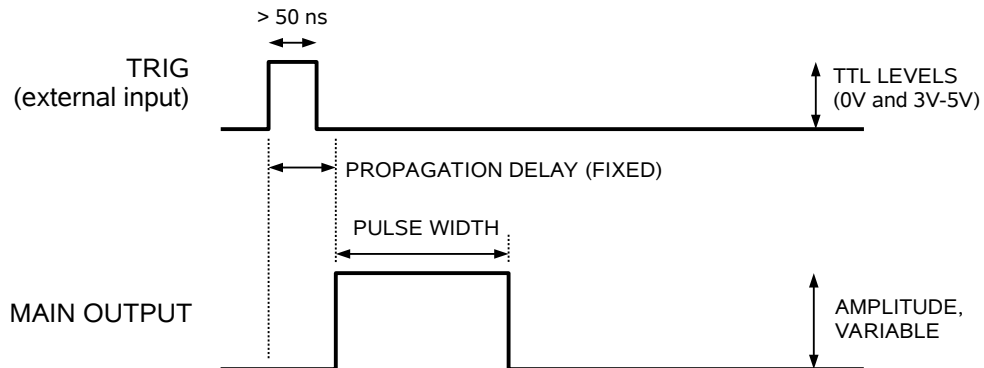 > 50 ns
TRIG
(external input)
TTL LEVELS
(0V and 3V-5V)
PROPAGATION DELAY (FIXED)
PULSE WIDTH
MAIN OUTPUT
AMPLITUDE,
VARIABLE